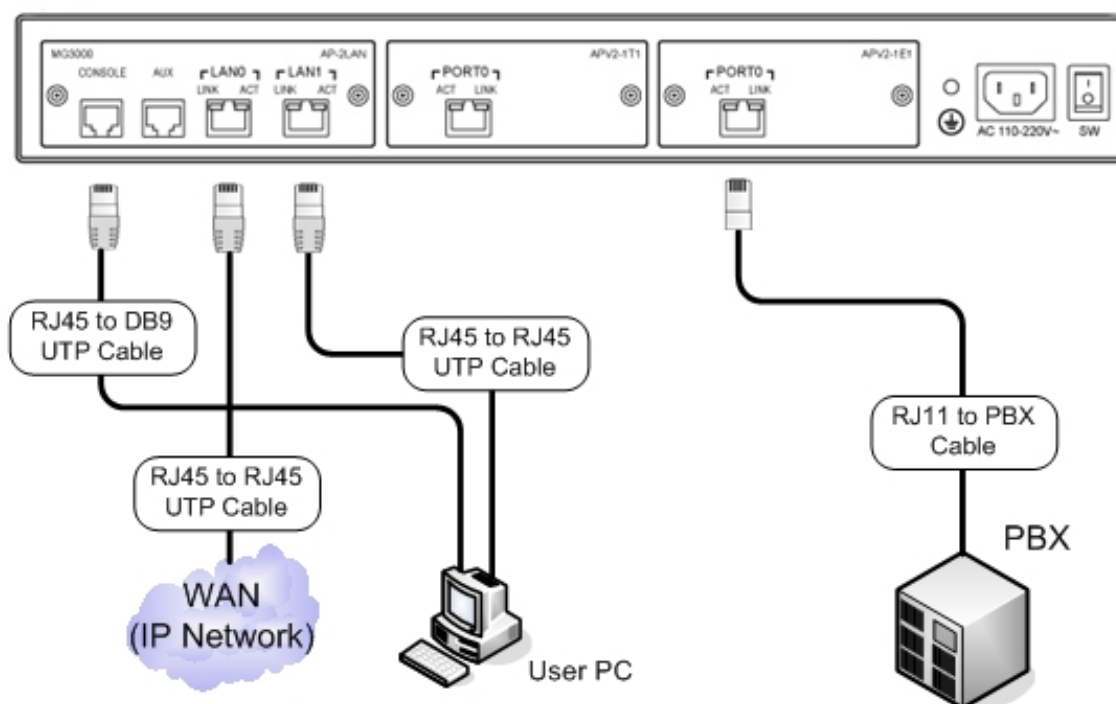 MG3000 AP-2LAN APV2-1T1 APV2-1E1
CONSOLE AUX LAN0 LAN1 PORT0 PORT0
LINK ACT LINK ACT ACT LINK ACT LINK
AC 110-220V~ SW
RJ45 to DB9
UTP Cable
RJ45 to RJ45
UTP Cable
RJ11 to PBX
Cable
RJ45 to RJ45
UTP Cable
WAN
(IP Network)
User PC
PBX